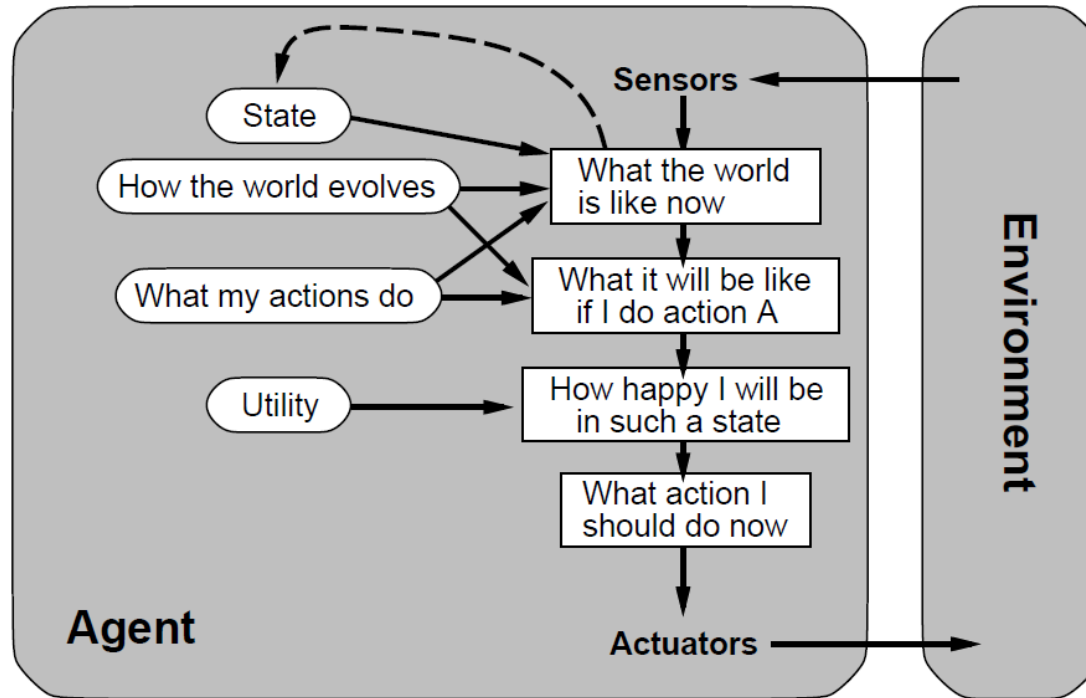 Sensors
State
What the world
is like now
How the world evolves
What my actions do
What it will be like
if I do action A
Utility
How happy I will be
in such a state
What action I
should do now
Agent
Actuators
Environment